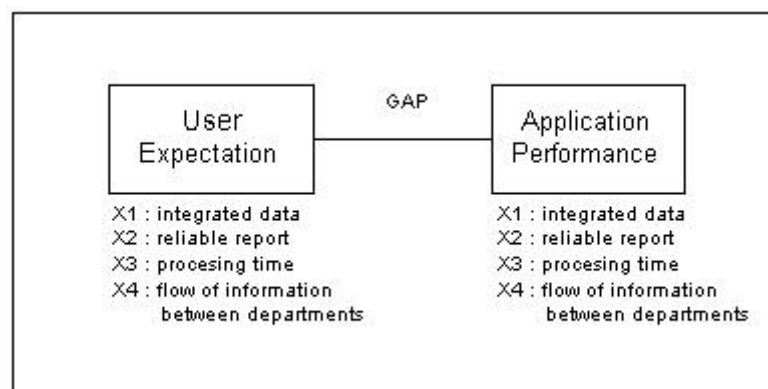 User
Expectation
GAP
Application
Performance
X1 : integrated data
X2 : reliable report
X3 : procesing time
X4 : flow of information
between departments
X1 : integrated data
X2 : reliable report
X3 : procesing time
X4 : flow of information
between departments